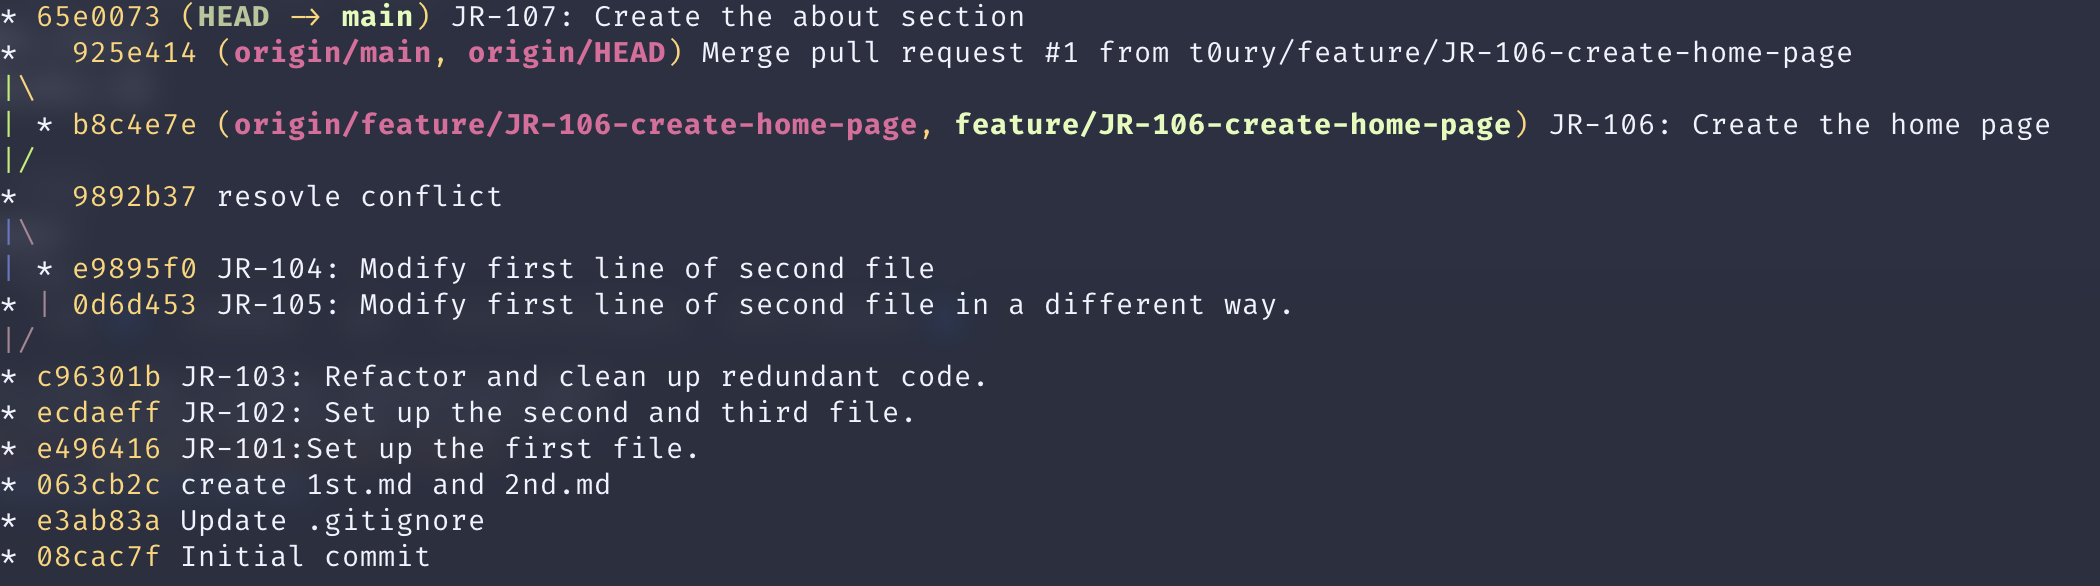 * 65e0073 (HEAD -> main) JR-107: Create the about section
*   925e414 (origin/main, origin/HEAD) Merge pull request #1 from t0ury/feature/JR-106-create-home-page
|\
| * b8c4e7e (origin/feature/JR-106-create-home-page, feature/JR-106-create-home-page) JR-106: Create the home page
|/
*   9892b37 resovle conflict
|\
| * e9895f0 JR-104: Modify first line of second file
* | 0d6d453 JR-105: Modify first line of second file in a different way.
|/
* c96301b JR-103: Refactor and clean up redundant code.
* ecdaeff JR-102: Set up the second and third file.
* e496416 JR-101:Set up the first file.
* 063cb2c create 1st.md and 2nd.md
* e3ab83a Update .gitignore
* 08cac7f Initial commit